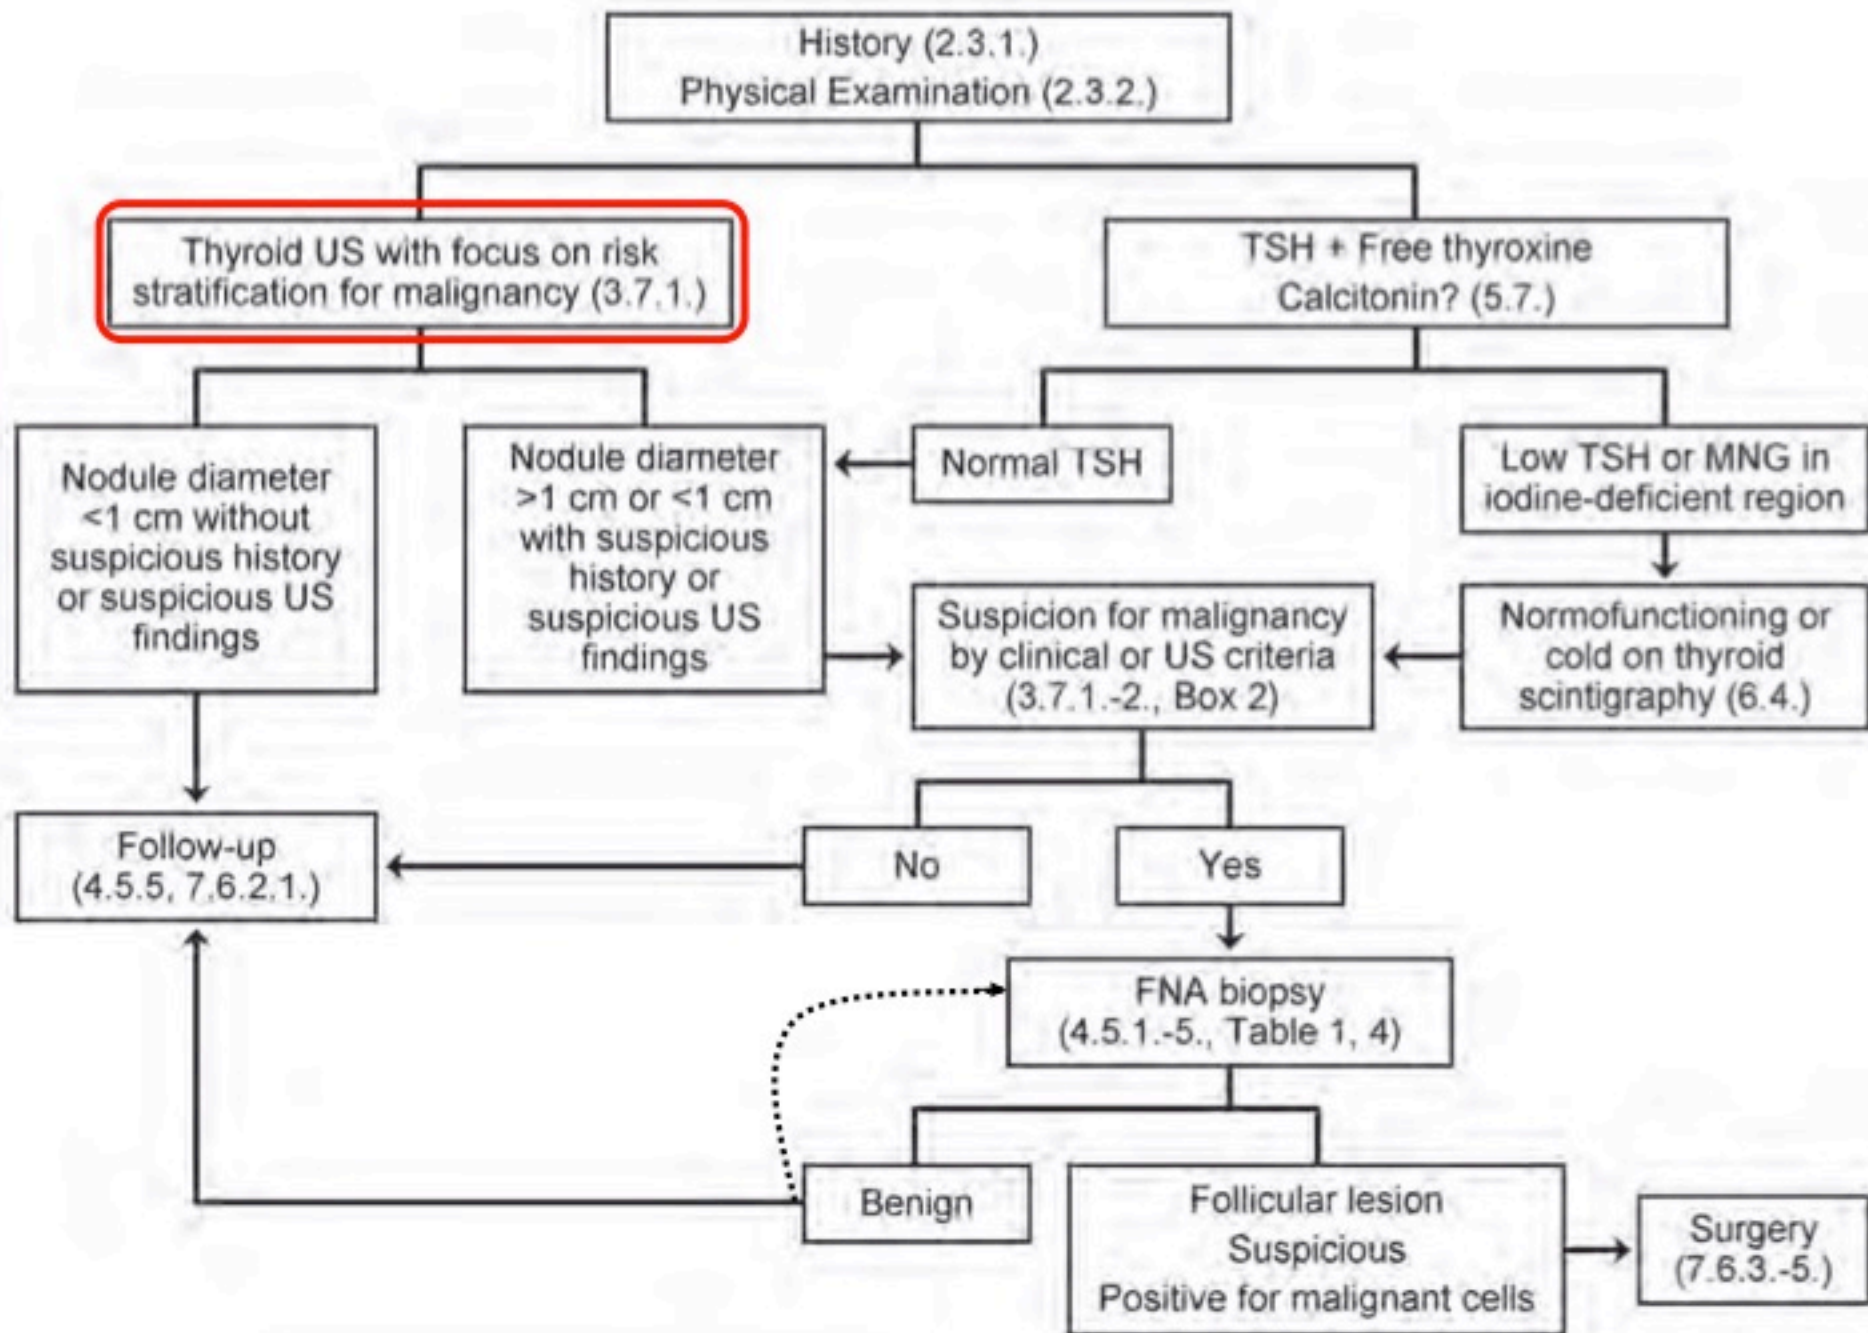 History (2.3.1.)
Physical Examination (2.3.2.)
Thyroid US with focus on risk
stratification for malignancy (3.7.1.)
TSH + Free thyroxine
Calcitonin? (5.7.)
Nodule diameter
<1 cm without
suspicious history
or suspicious US
findings
Nodule diameter
>1 cm or <1 cm
with suspicious
history or
suspicious US
findings
Normal TSH
Low TSH or MNG in
iodine-deficient region
Suspicion for malignancy
by clinical or US criteria
(3.7.1.-2., Box 2)
Normofunctioning or
cold on thyroid
scintigraphy (6.4.)
Follow-up
(4.5.5, 7.6.2.1.)
No
Yes
FNA biopsy
(4.5.1.-5., Table 1, 4)
Benign
Follicular lesion
Suspicious
Positive for malignant cells
Surgery
(7.6.3.-5.)